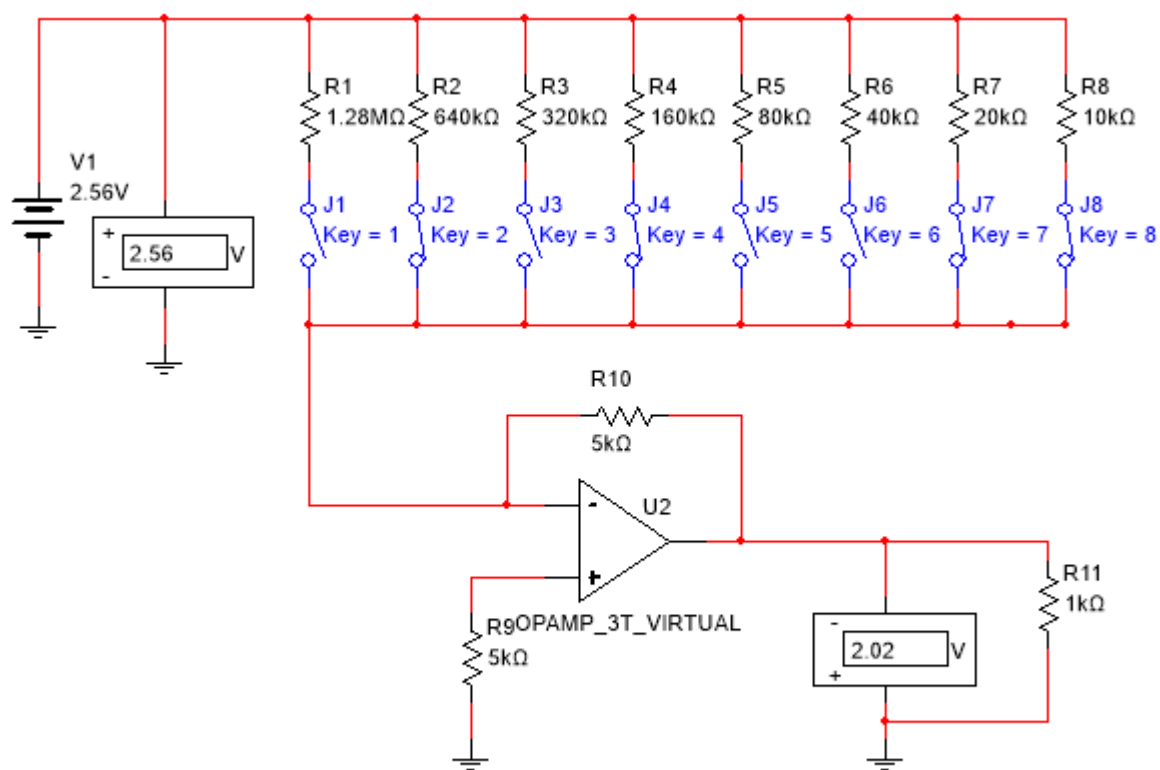 V1
2.56V
+
2.56
V
-
R1
1.28MΩ
R2
640kΩ
R3
320kΩ
R4
160kΩ
R5
80kΩ
R6
40kΩ
R7
20kΩ
R8
10kΩ
J1
Key = 1
J2
Key = 2
J3
Key = 3
J4
Key = 4
J5
Key = 5
J6
Key = 6
J7
Key = 7
J8
Key = 8
R10
5kΩ
U2
-
+
OPAMP_3T_VIRTUAL
R9
5kΩ
R11
1kΩ
-
2.02
V
+